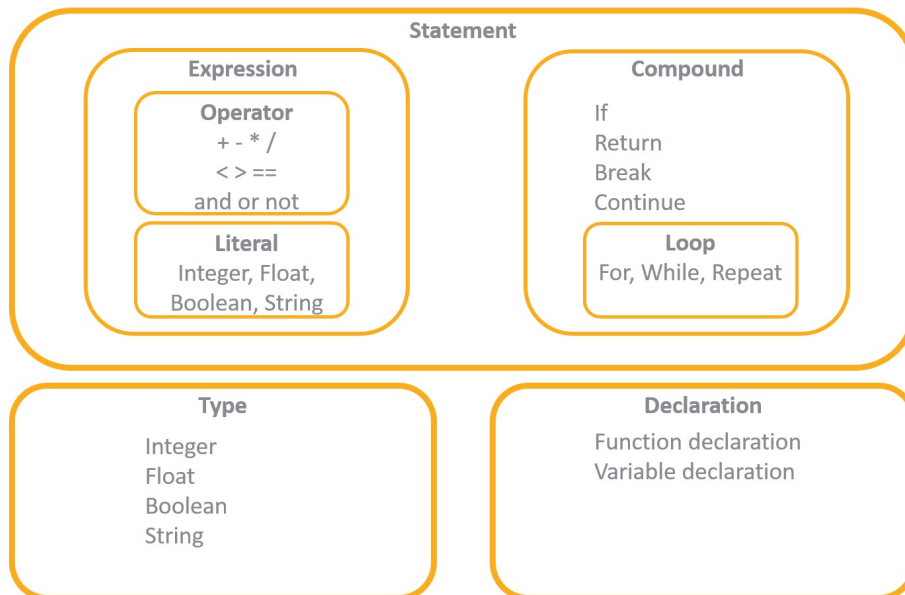 Statement
Expression
Operator
+ - * /
< > ==
and or not
Literal
Integer, Float,
Boolean, String
Compound
If
Return
Break
Continue
Loop
For, While, Repeat
Type
Integer
Float
Boolean
String
Declaration
Function declaration
Variable declaration